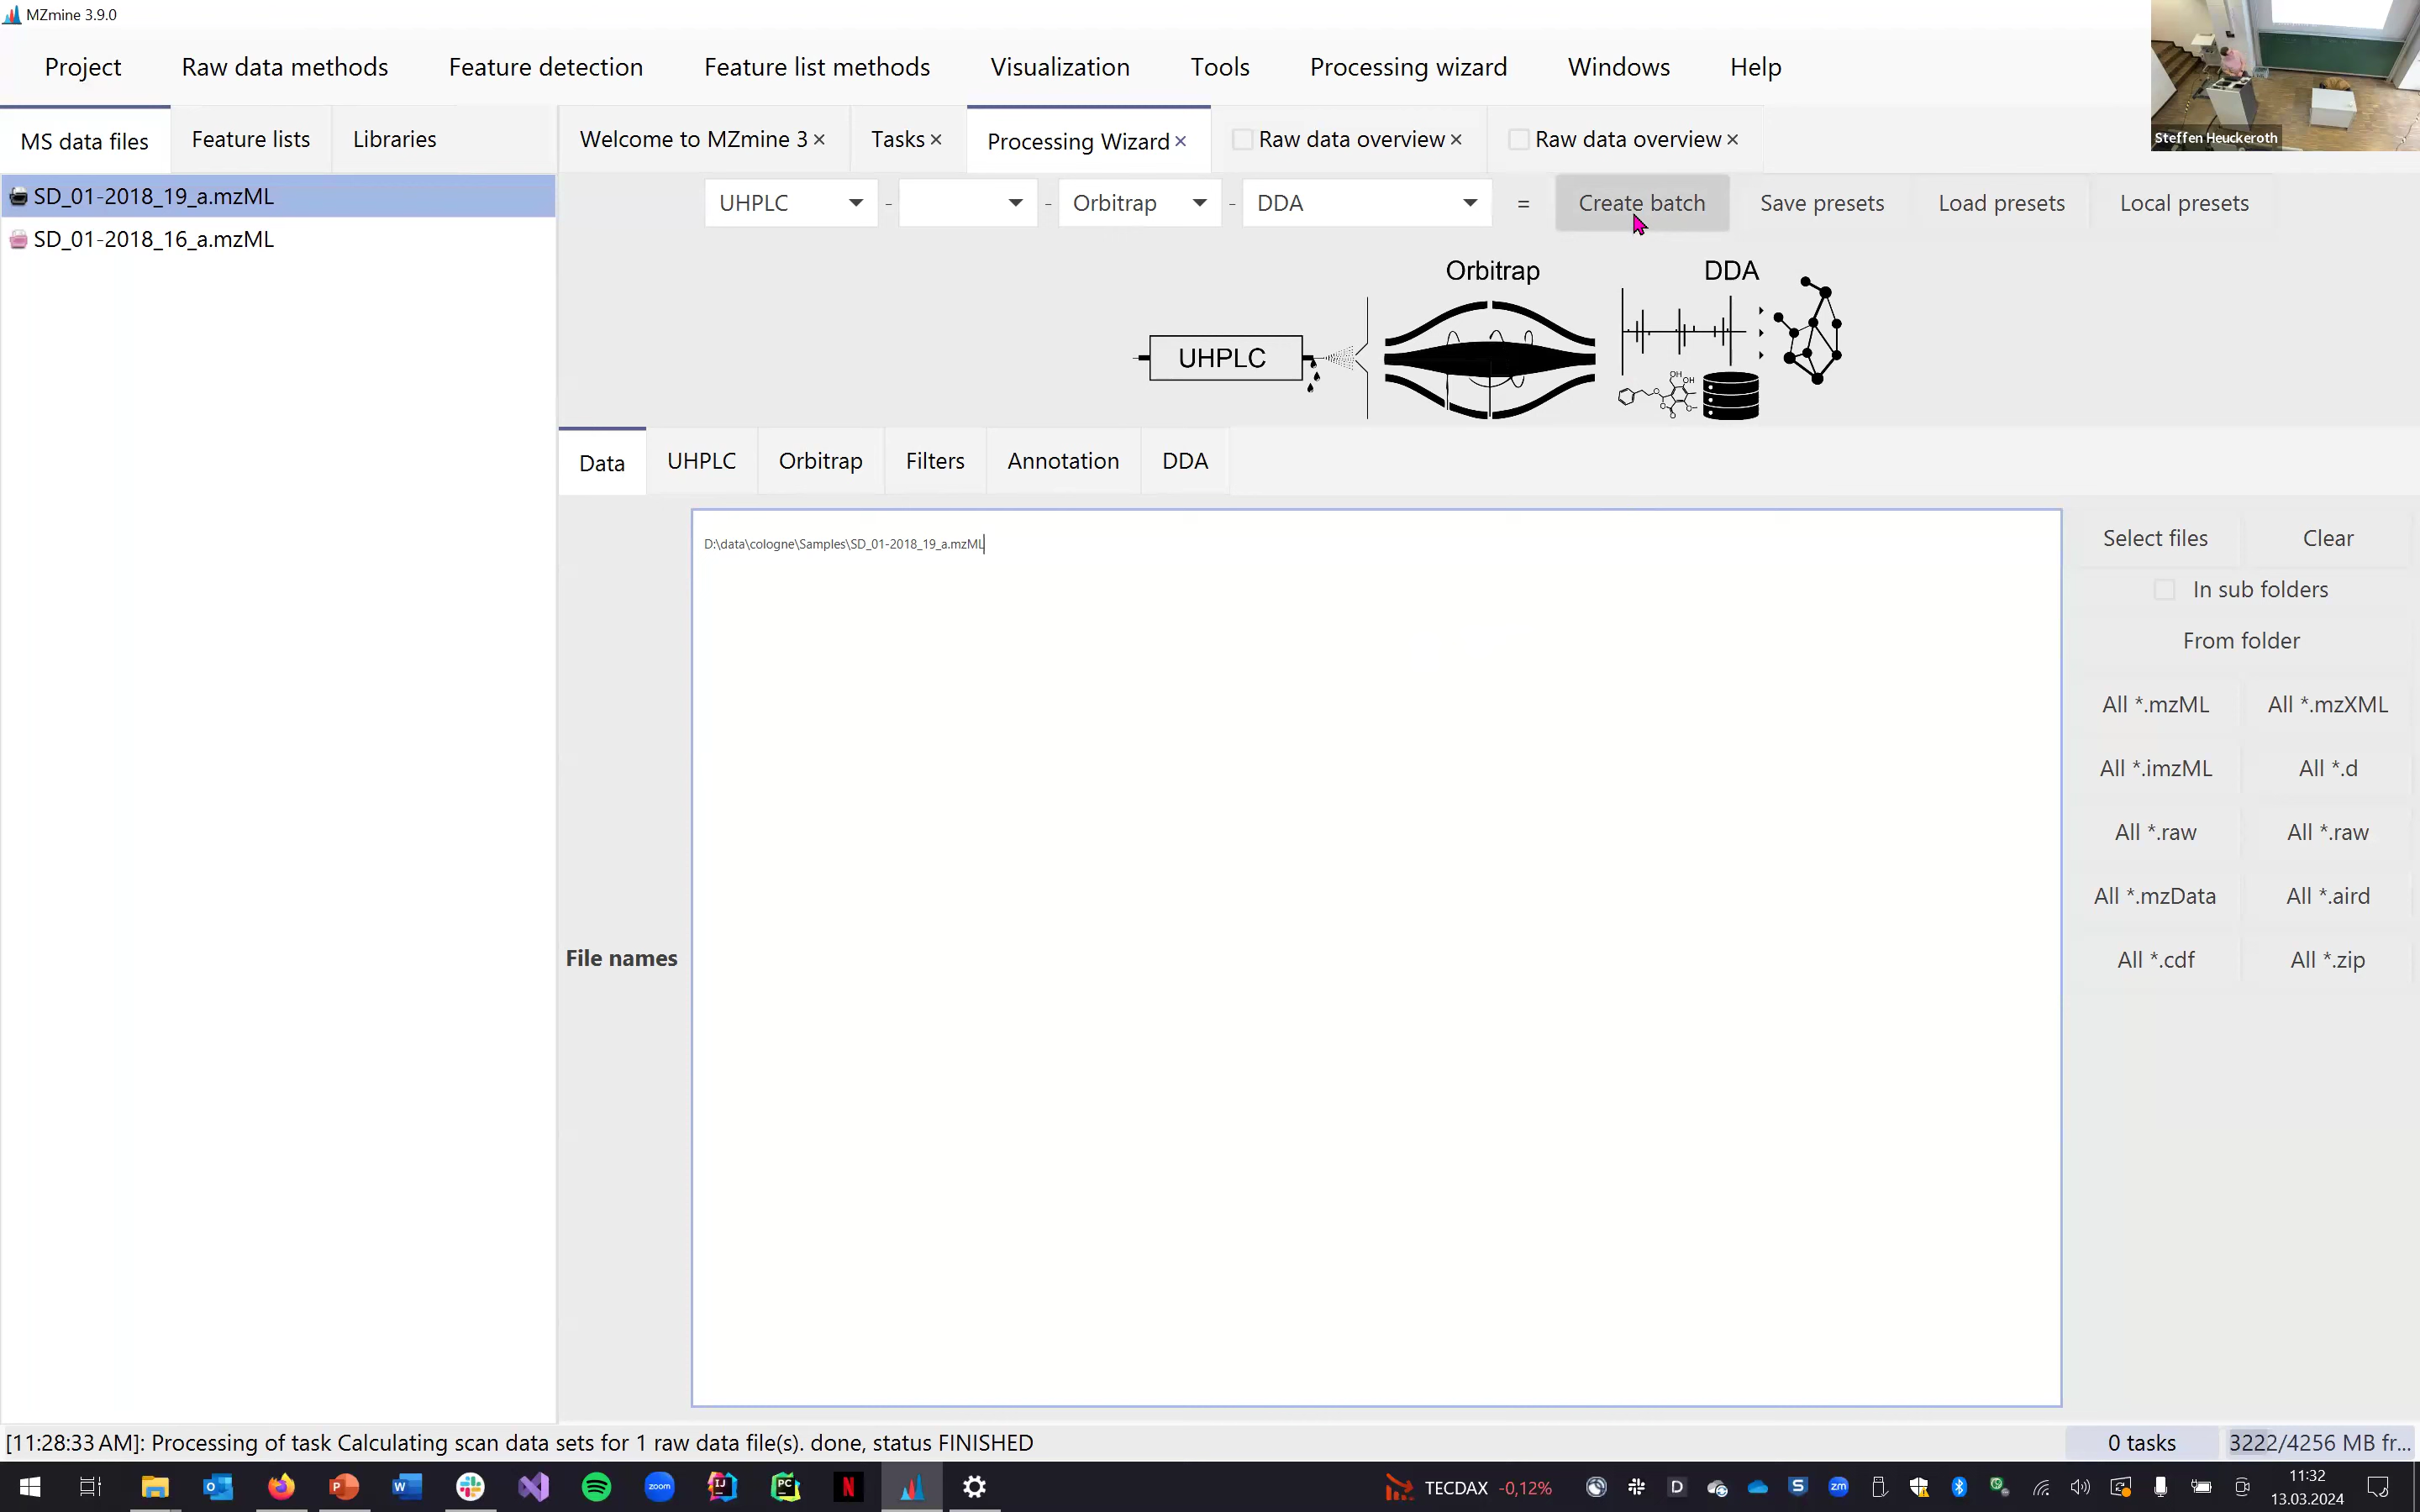 MZmine 3.9.0
Project Raw data methods Feature detection Feature list methods Visualization Tools Processing wizard Windows Help
Steffen Heuckeroth
MS data files Feature lists Libraries
Welcome to MZmine 3 Tasks Processing Wizard Raw data overview Raw data overview
SD_01-2018_19_a.mzML
SD_01-2018_16_a.mzML
UHPLC - - Orbitrap - DDA = Create batch Save presets Load presets Local presets
Orbitrap DDA
UHPLC
OH
OH
O
O
O
O
Data UHPLC Orbitrap Filters Annotation DDA
File names
D:\data\cologne\Samples\SD_01-2018_19_a.mzML
Select files Clear
In sub folders
From folder
All *.mzML All *.mzXML
All *.imzML All *.d
All *.raw All *.raw
All *.mzData All *.aird
All *.cdf All *.zip
[11:28:33 AM]: Processing of task Calculating scan data sets for 1 raw data file(s). done, status FINISHED
0 tasks 3222/4256 MB fr...
zoom
TECDAX -0,12%
11:32
13.03.2024